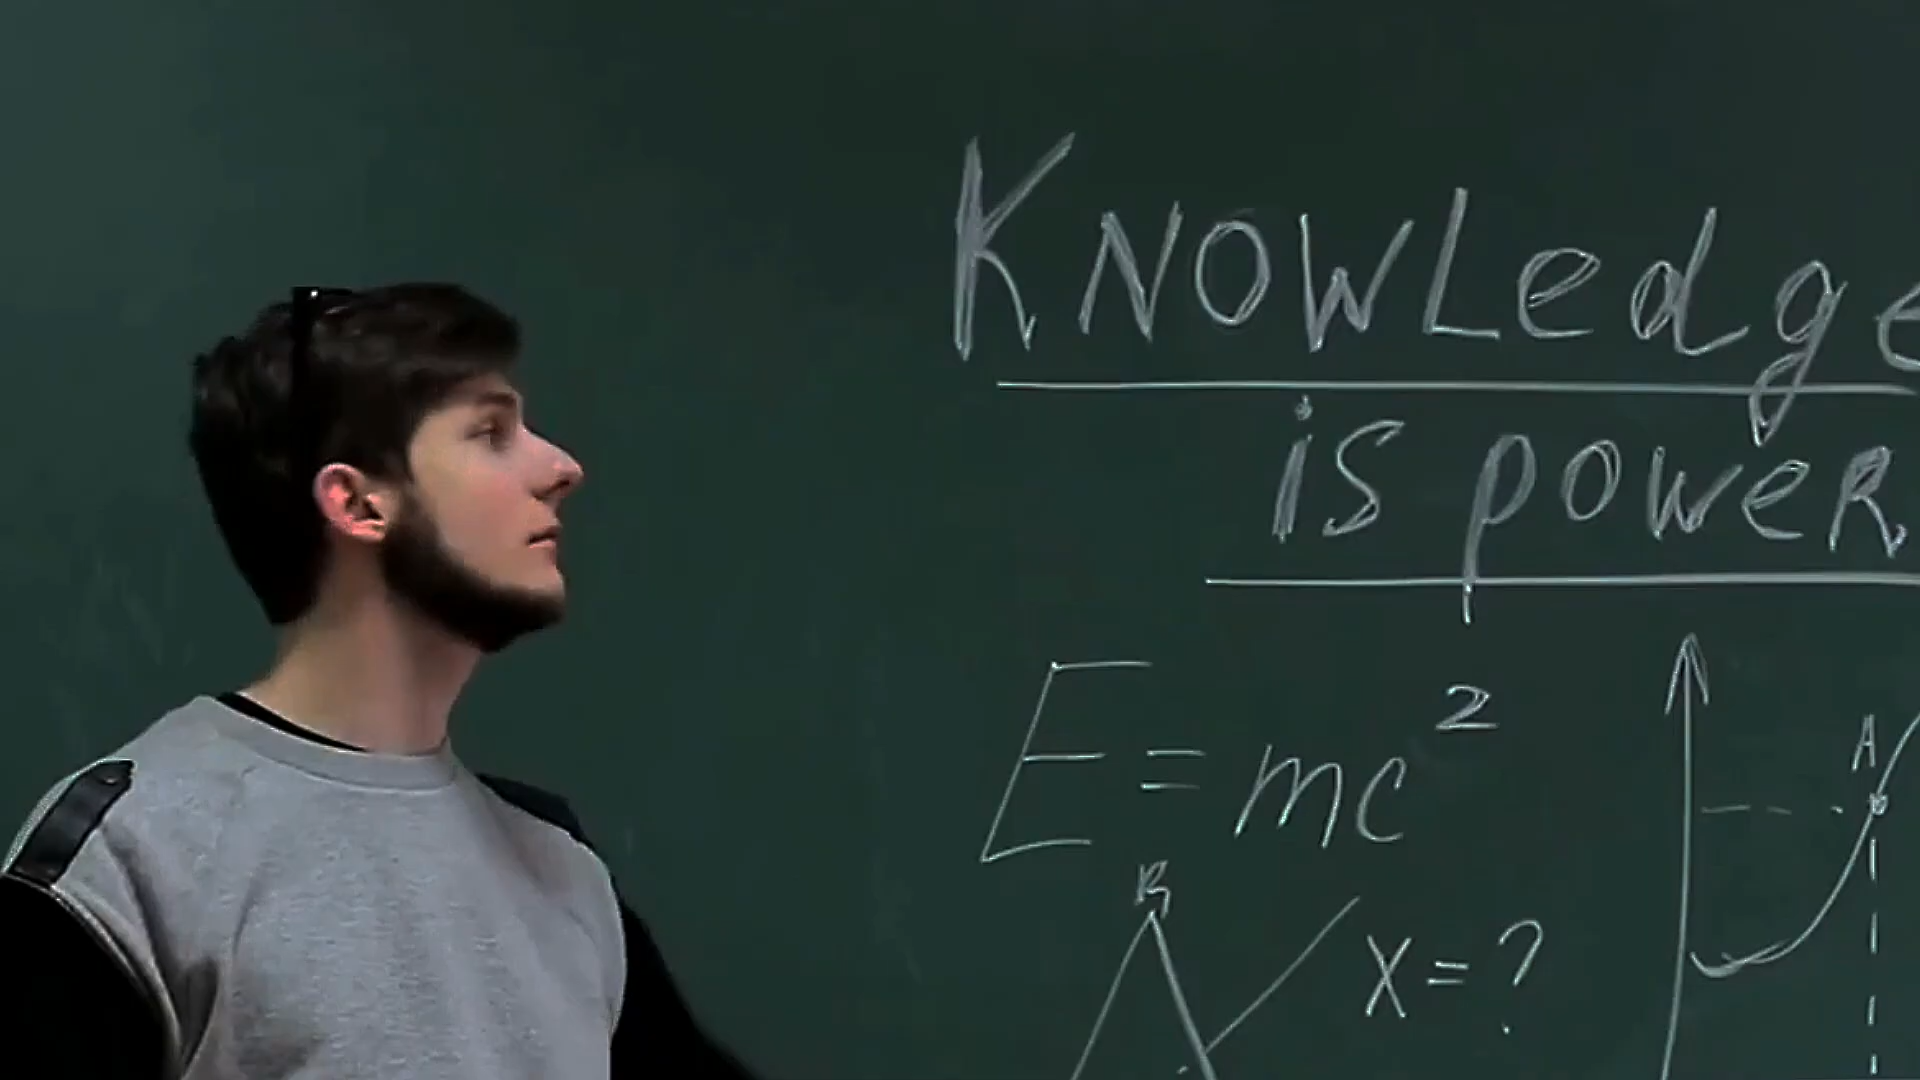 Knowledge
is power
E = mc²
A
B
x = ?